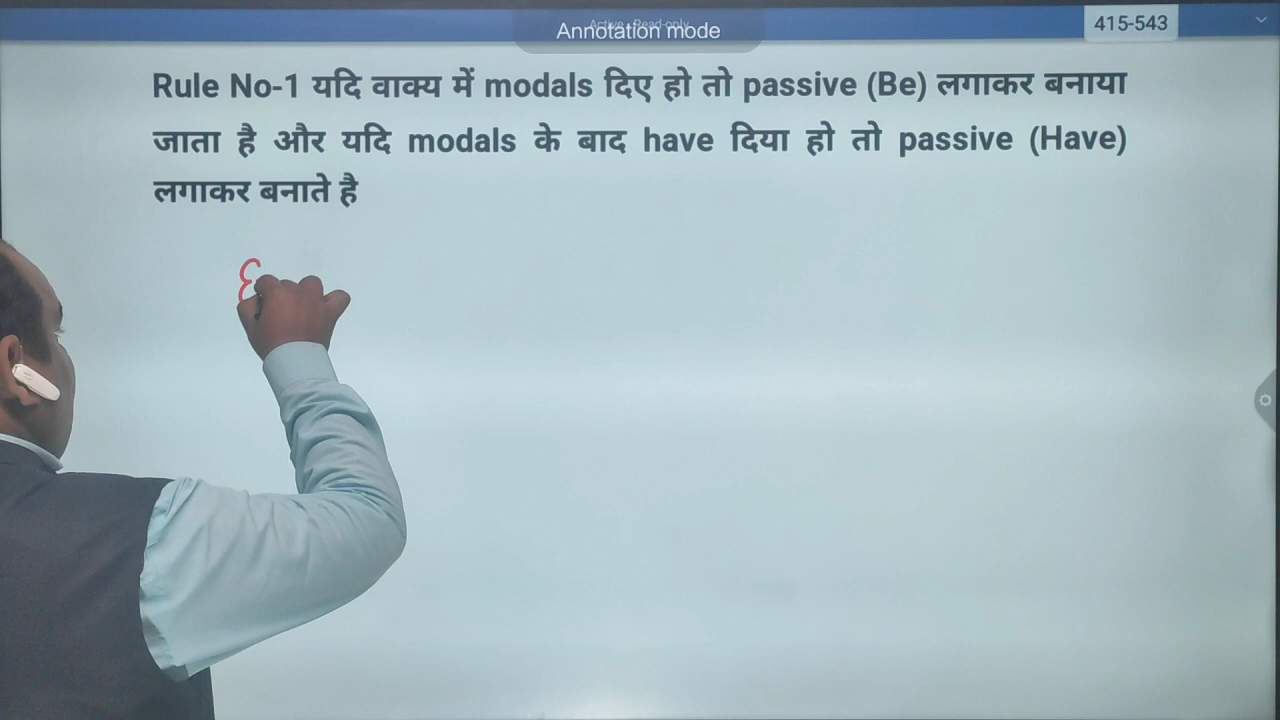 Annotation mode
415-543
Rule No-1 यदि वाक्य में modals दिए हो तो passive (Be) लगाकर बनाया
जाता है और यदि modals के बाद have दिया हो तो passive (Have)
लगाकर बनाते है